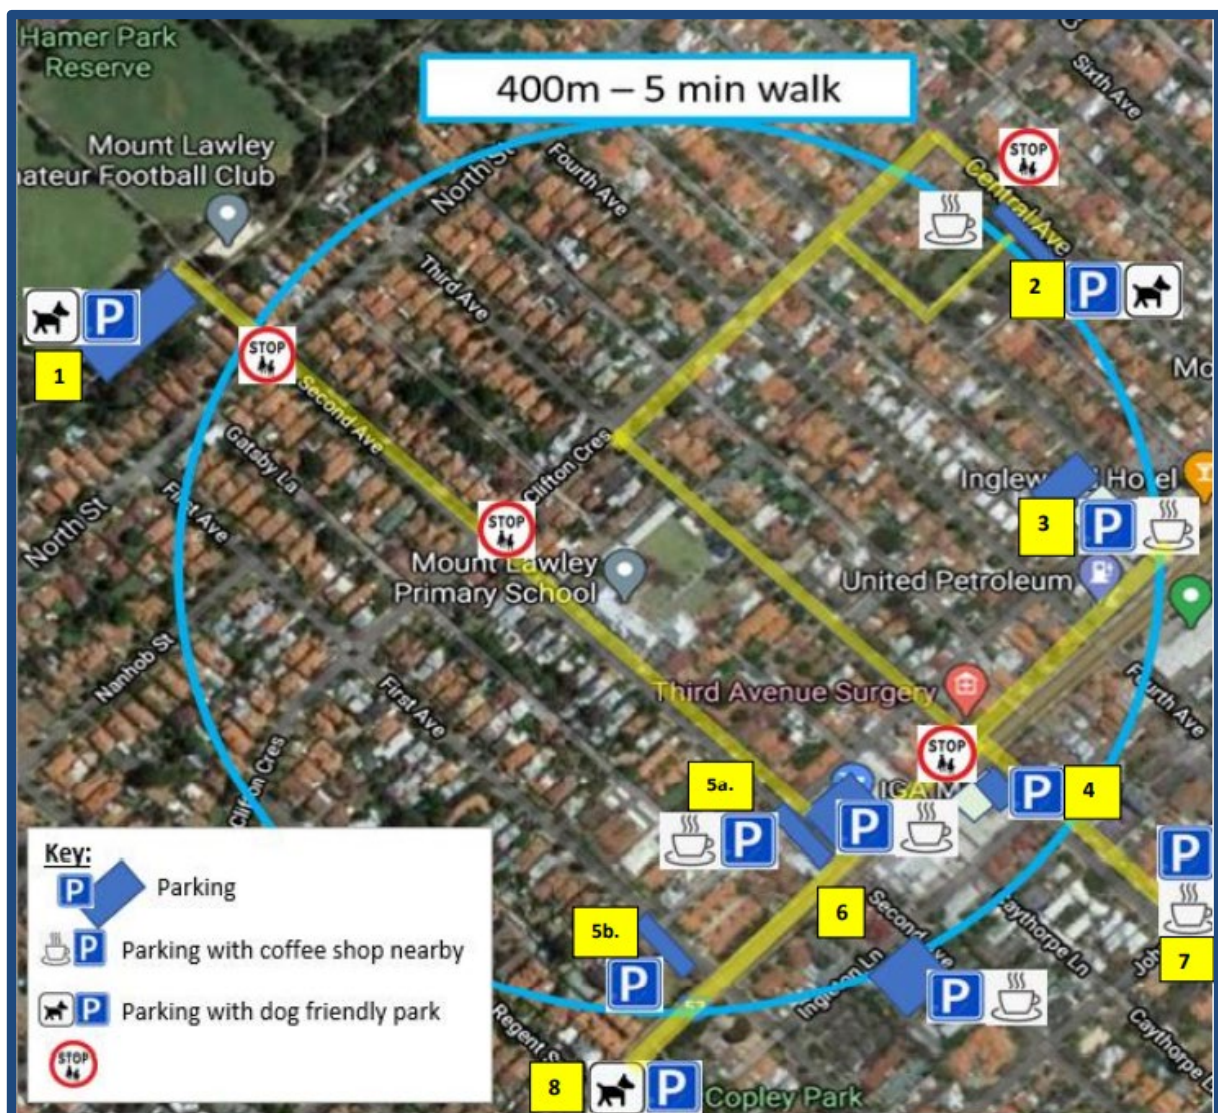 Hamer Park
Reserve
400m – 5 min walk
Sixth Ave
Mount Lawley
ateur Football Club
North St
Fourth Ave
STOP
Central Ave
Third Ave
2
P
P
1
STOP
Second Ave
Mo
Gatsby La
Clifton Cres
Hotel
First Ave
North St
STOP
3
P
Mount Lawley
Primary School
United Petroleum
Nanhob St
Third Avenue Surgery
Fourth Ave
First Ave
STOP
Clifton Cres
5a.
IGA M
P
4
P
P
P
Key:
P
Parking
6
P
Parking with coffee shop nearby
5b.
Second Ave
Caythorpe Ln
7
P
P
P
Parking with dog friendly park
Regent S
STOP
Caythorpe L
8
P
Copley Park